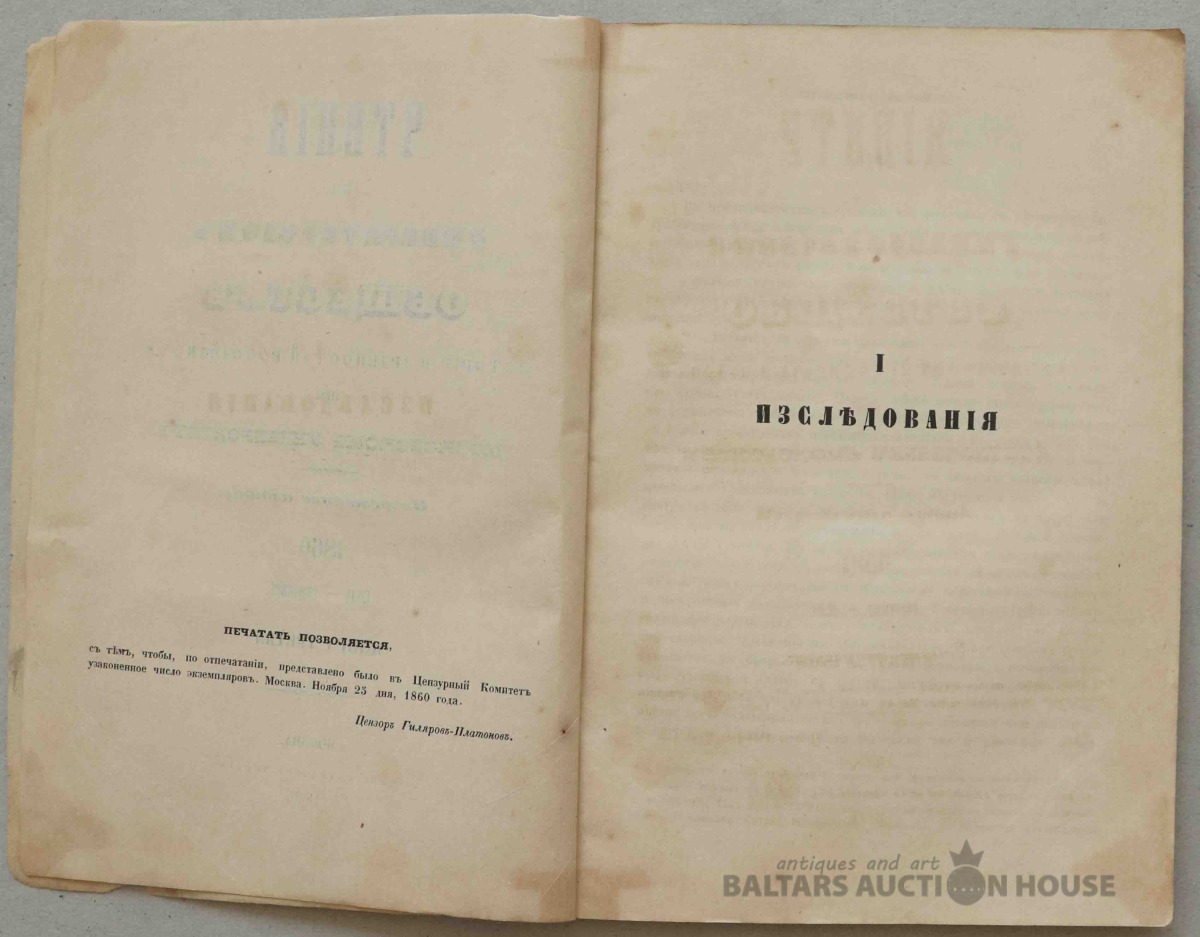 ПЕЧАТАТЬ ПОЗВОЛЯЕТСЯ,
съ тѣмъ, чтобы, по отпечатаніи, представлено было въ Цензурный Комитетъ
узаконенное число экземпляровъ. Москва. Ноября 25 дня, 1860 года.
Цензоръ Гиляровъ-Платоновъ.
I
ИЗСЛѢДОВАНІЯ
antiques and art
BALTARS AUCTION HOUSE